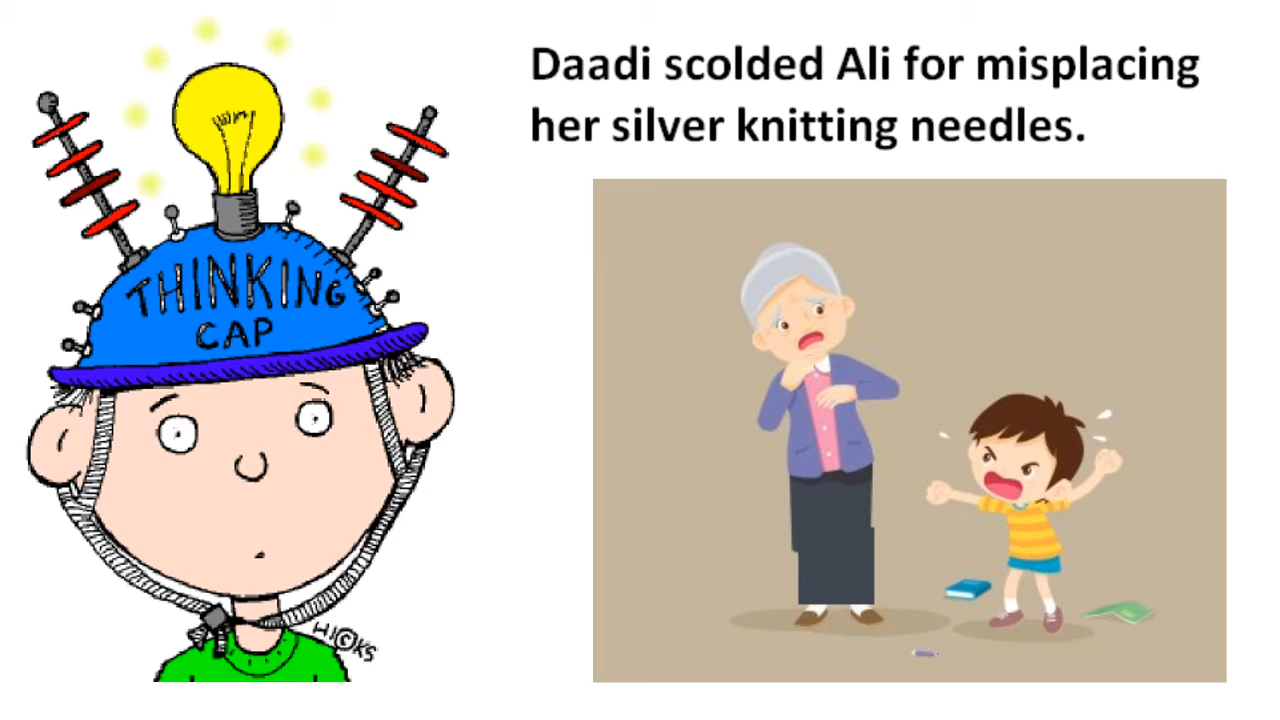 Daadi scolded Ali for misplacing
her silver knitting needles.
THINKING
CAP
HICKS